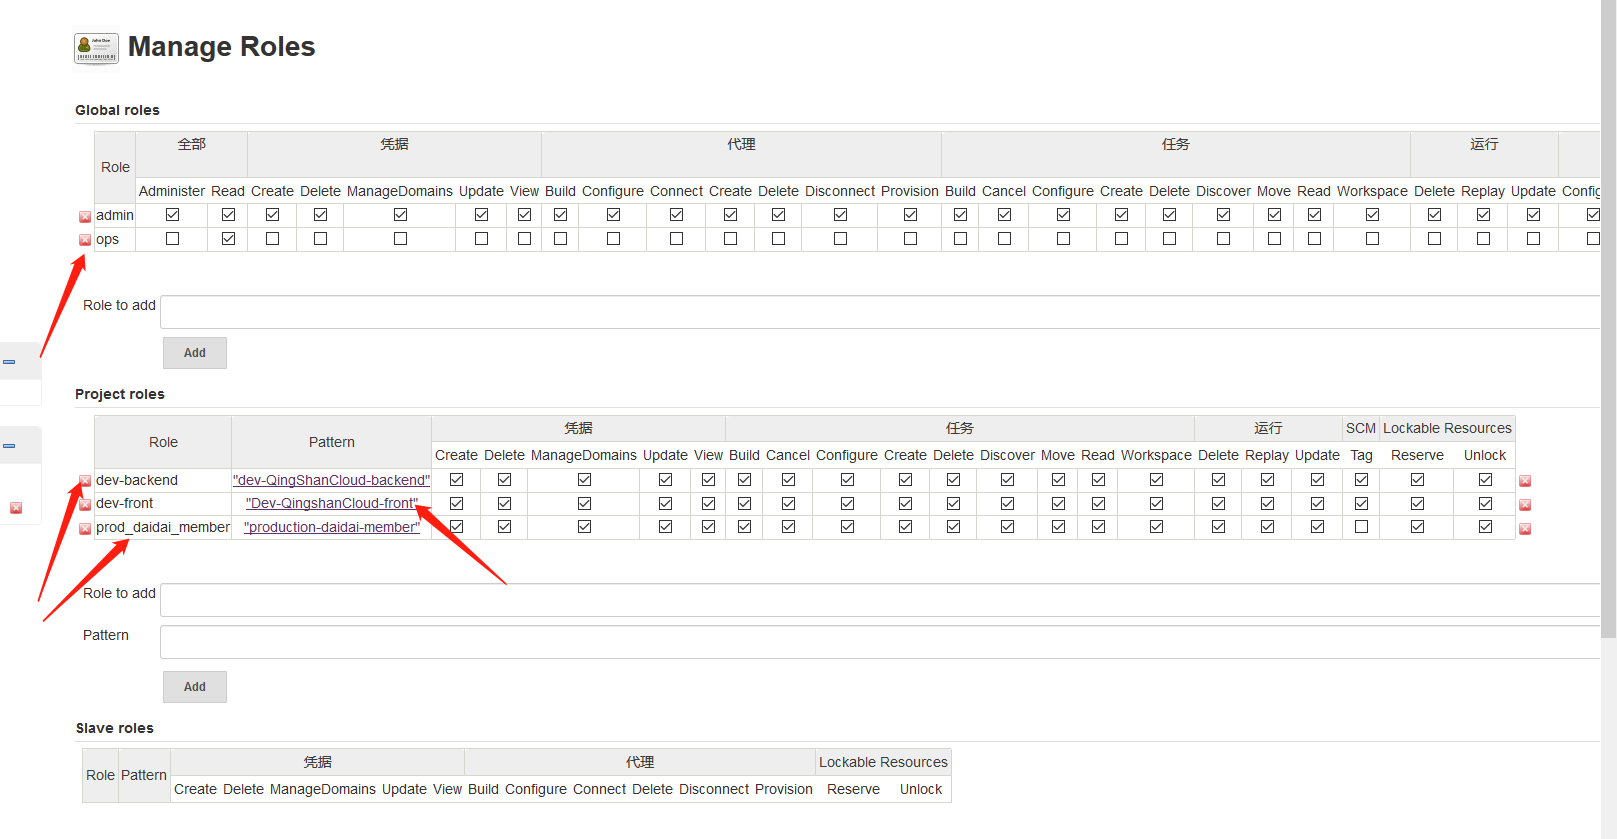 Manage Roles
Global roles
Role 全部 凭据 代理 任务 运行
Administer Read Create Delete ManageDomains Update View Build Configure Connect Create Delete Disconnect Provision Build Cancel Configure Create Delete Discover Move Read Workspace Delete Replay Update Config
admin
ops
Role to add
Add
Project roles
Role Pattern 凭据 任务 运行 SCM Lockable Resources
Create Delete ManageDomains Update View Build Cancel Configure Create Delete Discover Move Read Workspace Delete Replay Update Tag Reserve Unlock
dev-backend "dev-QingShanCloud-backend"
dev-front "Dev-QingshanCloud-front"
prod_daidai_member "production-daidai-member"
Role to add
Pattern
Add
Slave roles
Role Pattern 凭据 代理 Lockable Resources
Create Delete ManageDomains Update View Build Configure Connect Delete Disconnect Provision Reserve Unlock